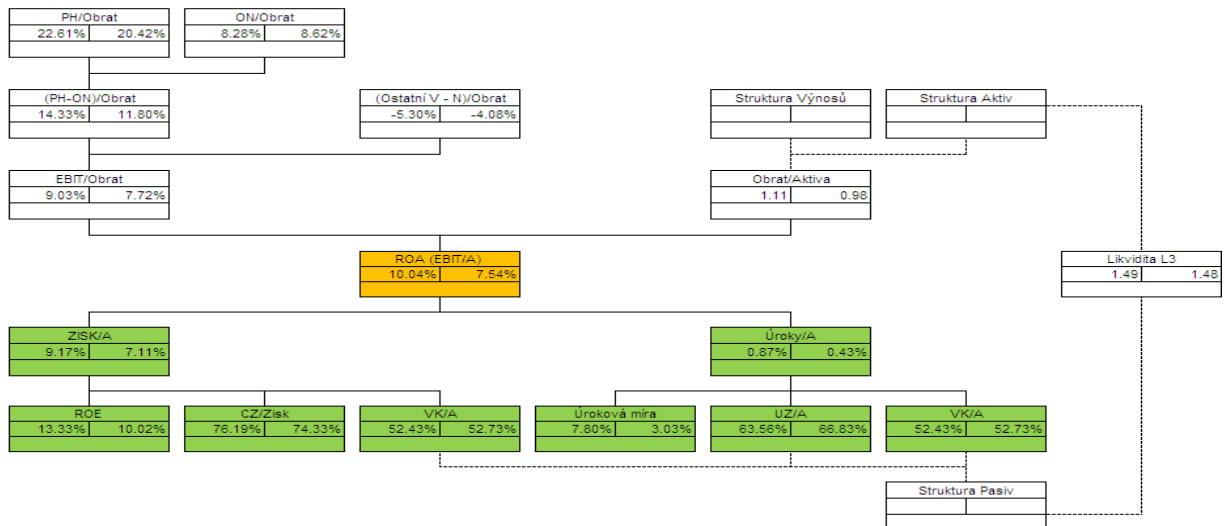 PH/Obrat ON/Obrat
22.61% 20.42% 8.28% 8.62%
(PH-ON)/Obrat (Ostatní V - N)/Obrat Struktura Výnosů Struktura Aktiv
14.33% 11.80% -5.30% -4.08%
EBIT/Obrat Obrat/Aktiva
9.03% 7.72% 1.11 0.98
ROA (EBIT/A) Likvidita L3
10.04% 7.54% 1.49 1.48
ZISK/A Úroky/A
9.17% 7.11% 0.87% 0.43%
ROE CZ/Zisk VK/A Úroková míra UZ/A VK/A
13.33% 10.02% 76.19% 74.33% 52.43% 52.73% 7.80% 3.03% 63.56% 66.83% 52.43% 52.73%
Struktura Pasiv